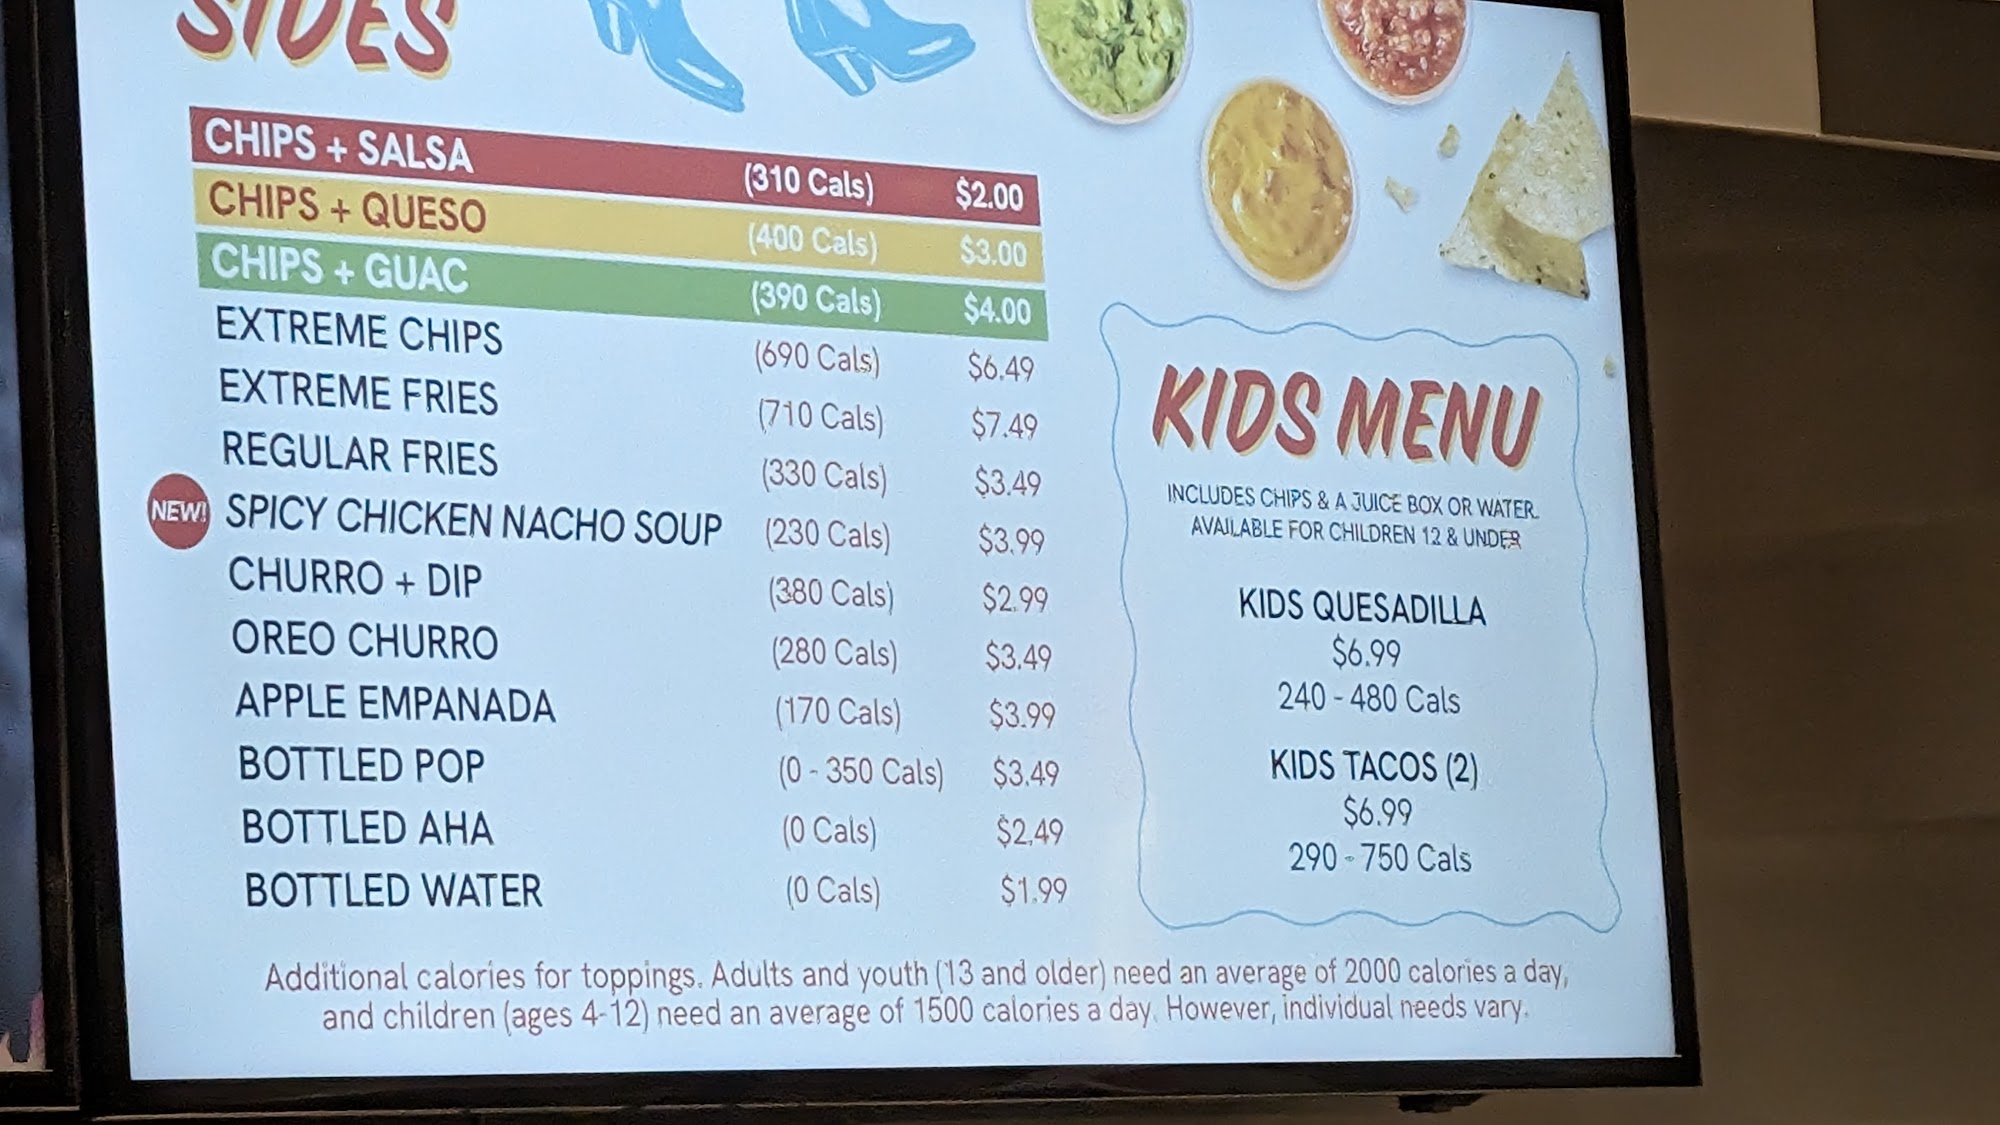 SIDES
CHIPS + SALSA (310 Cals) $2.00
CHIPS + QUESO (400 Cals) $3.00
CHIPS + GUAC (390 Cals) $4.00
EXTREME CHIPS (690 Cals) $6.49
EXTREME FRIES (710 Cals) $7.49
REGULAR FRIES (330 Cals) $3.49
NEW! SPICY CHICKEN NACHO SOUP (230 Cals) $3.99
CHURRO + DIP (380 Cals) $2.99
OREO CHURRO (280 Cals) $3.49
APPLE EMPANADA (170 Cals) $3.99
BOTTLED POP (0 - 350 Cals) $3.49
BOTTLED AHA (0 Cals) $2.49
BOTTLED WATER (0 Cals) $1.99
KIDS MENU
INCLUDES CHIPS & A JUICE BOX OR WATER.
AVAILABLE FOR CHILDREN 12 & UNDER
KIDS QUESADILLA
$6.99
240 - 480 Cals
KIDS TACOS (2)
$6.99
290 - 750 Cals
Additional calories for toppings. Adults and youth (13 and older) need an average of 2000 calories a day,
and children (ages 4-12) need an average of 1500 calories a day. However, individual needs vary.